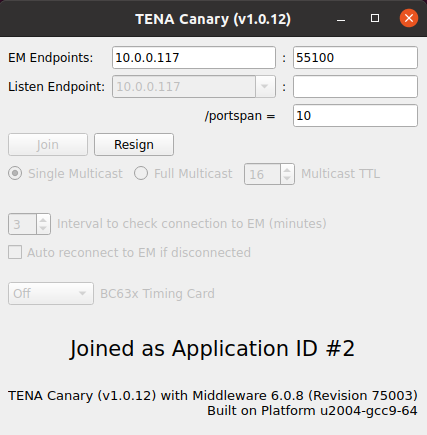 TENA Canary (v1.0.12)
EM Endpoints: 10.0.0.117 : 55100
Listen Endpoint: 10.0.0.117 :
/portspan = 10
Join Resign
Single Multicast Full Multicast 16 Multicast TTL
3 Interval to check connection to EM (minutes)
Auto reconnect to EM if disconnected
Off BC63x Timing Card
Joined as Application ID #2
TENA Canary (v1.0.12) with Middleware 6.0.8 (Revision 75003)
Built on Platform u2004-gcc9-64